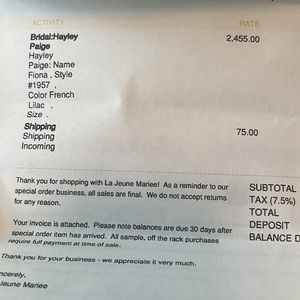 ACTIVITY RATE
Bridal:Hayley 2,455.00
Paige
Hayley
Paige: Name
Fiona , Style
#1957 ,
Color French
Lilac ,
Size .
Shipping 75.00
Shipping
Incoming
Thank you for shopping with La Jeune Mariee! As a reminder to our
special order business, all sales are final. We do not accept returns
for any reason.
SUBTOTAL
TAX (7.5%)
TOTAL
DEPOSIT
BALANCE D
Your invoice is attached. Please note balances are due 30 days after
special order item has arrived. All sample, off the rack purchases
require full payment at time of sale.
Thank you for your business - we appreciate it very much.
ncerely,
Jeune Mariee